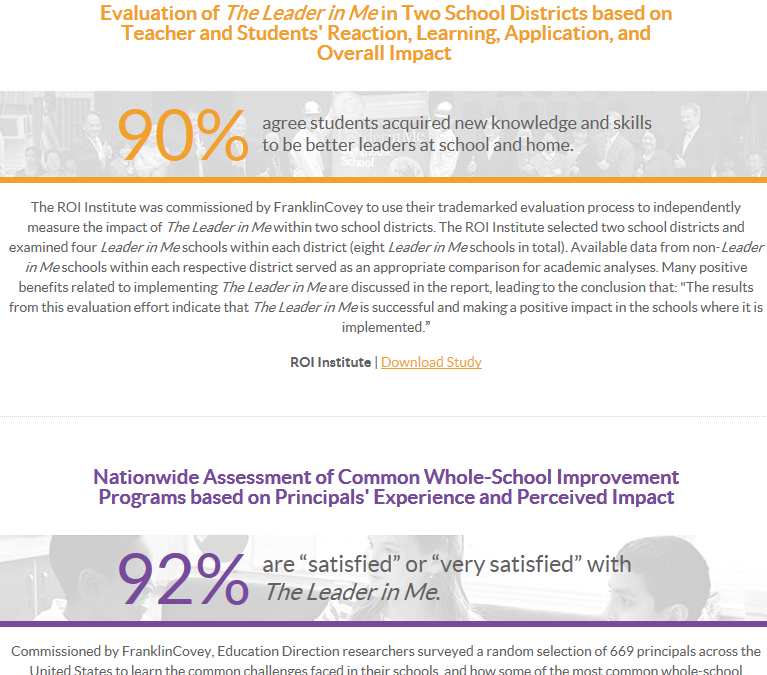 Evaluation of The Leader in Me in Two School Districts based on
Teacher and Students' Reaction, Learning, Application, and
Overall Impact
90%
agree students acquired new knowledge and skills
to be better leaders at school and home.
The ROI Institute was commissioned by FranklinCovey to use their trademarked evaluation process to independently
measure the impact of The Leader in Me within two school districts. The ROI Institute selected two school districts and
examined four Leader in Me schools within each district (eight Leader in Me schools in total). Available data from non-Leader
in Me schools within each respective district served as an appropriate comparison for academic analyses. Many positive
benefits related to implementing The Leader in Me are discussed in the report, leading to the conclusion that: "The results
from this evaluation effort indicate that The Leader in Me is successful and making a positive impact in the schools where it is
implemented.”
ROI Institute | Download Study
Nationwide Assessment of Common Whole-School Improvement
Programs based on Principals' Experience and Perceived Impact
92%
are “satisfied” or “very satisfied” with
The Leader in Me.
Commissioned by FranklinCovey, Education Direction researchers surveyed a random selection of 669 principals across the
United States to learn the common challenges faced in their schools, and how some of the most common whole-school